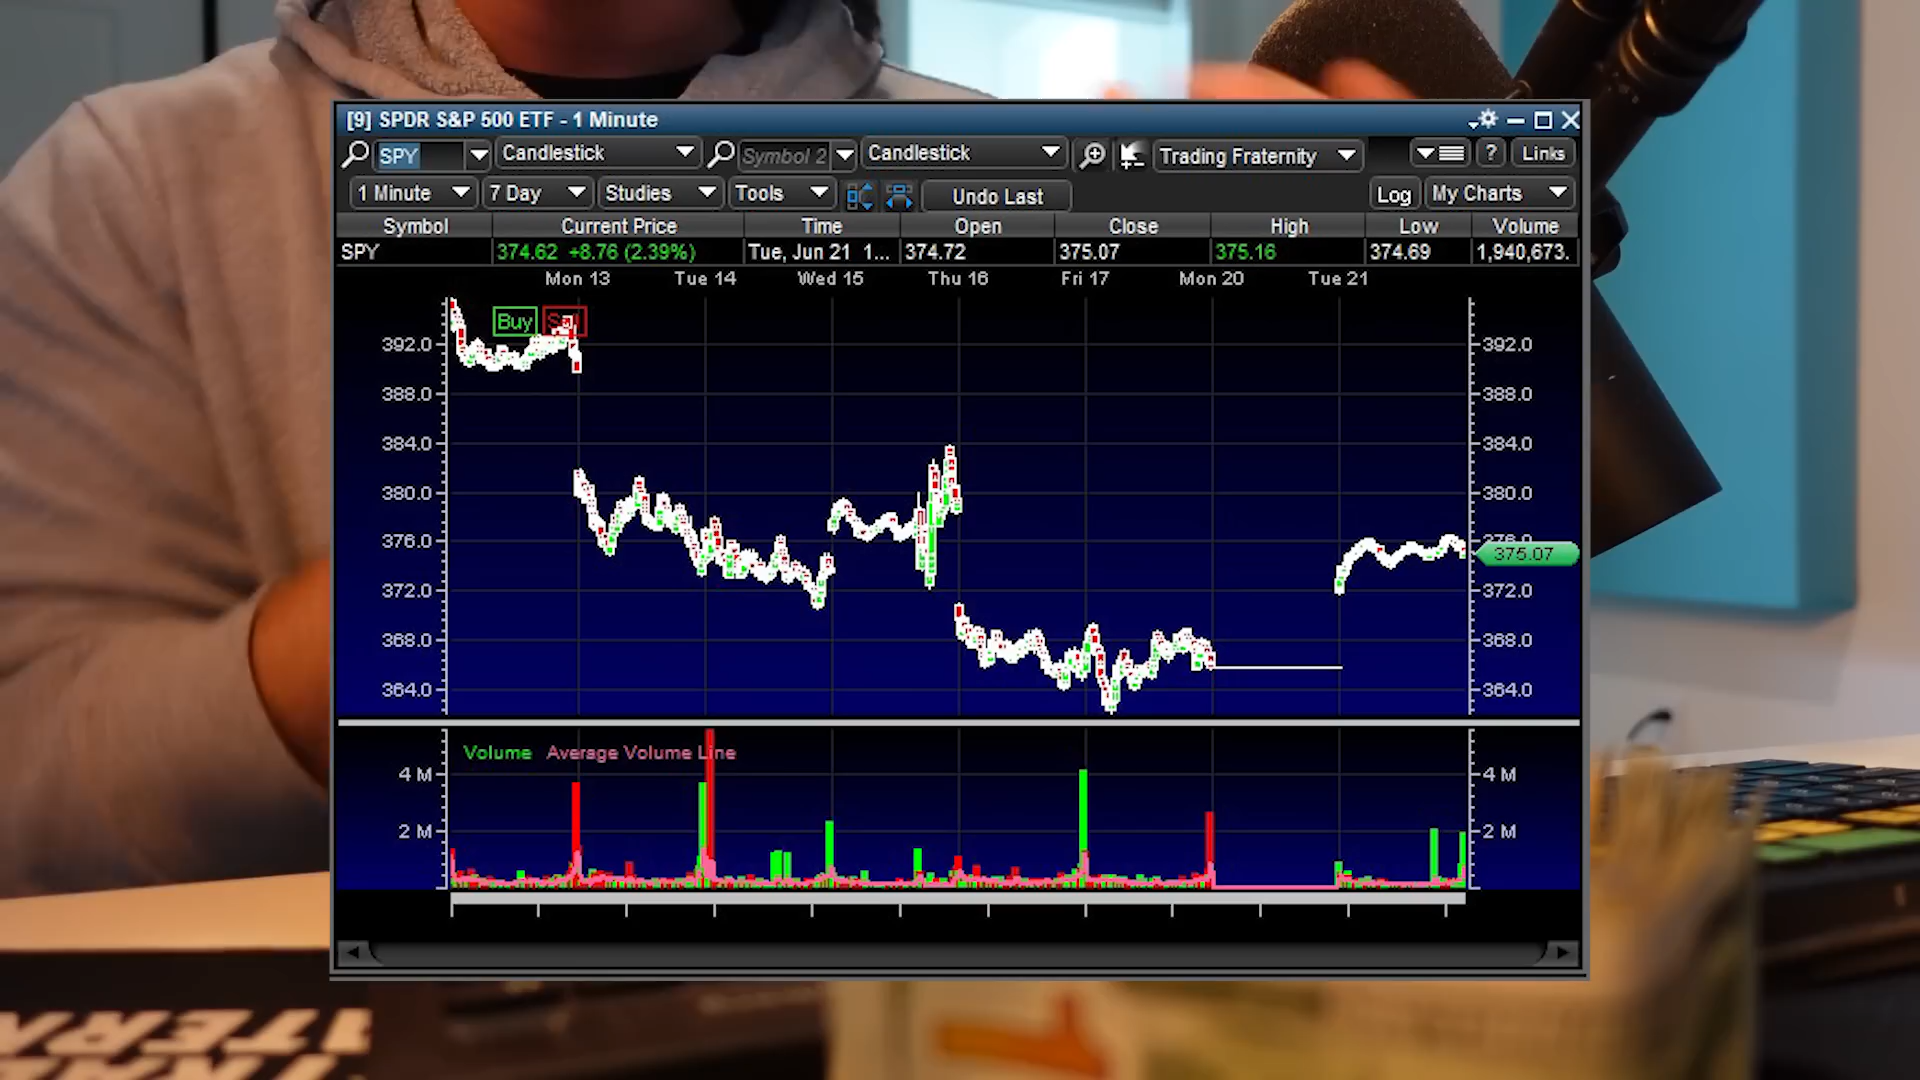 [9] SPDR S&P 500 ETF - 1 Minute
SPY Candlestick Symbol 2 Candlestick Trading Fraternity ? Links
1 Minute 7 Day Studies Tools Undo Last Log My Charts
Symbol Current Price Time Open Close High Low Volume
SPY 374.62 +8.76 (2.39%) Tue, Jun 21 1... 374.72 375.07 375.16 374.69 1,940,673.
Mon 13 Tue 14 Wed 15 Thu 16 Fri 17 Mon 20 Tue 21
Buy Sell
392.0 392.0
388.0 388.0
384.0 384.0
380.0 380.0
376.0 376.0
375.07
372.0 372.0
368.0 368.0
364.0 364.0
Volume Average Volume Line
4 M 4 M
2 M 2 M